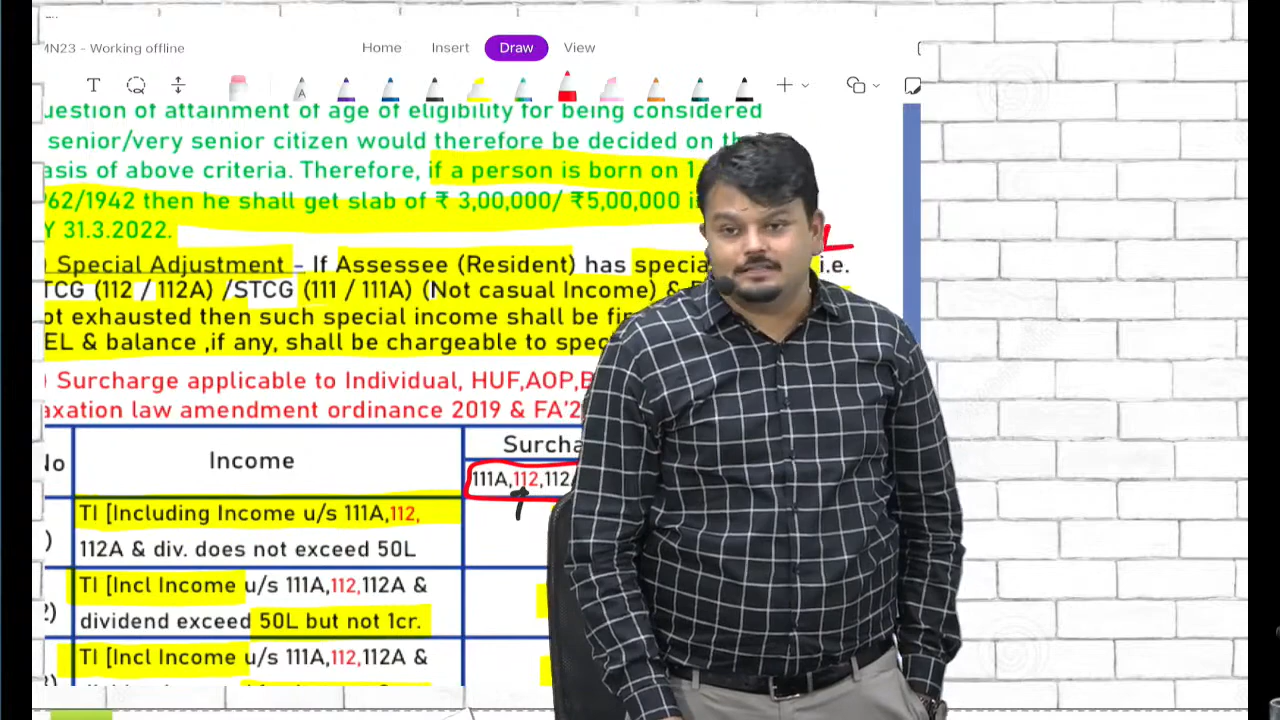 MN23 - Working offline
Home Insert Draw View
T A
uestion of attainment of age of eligibility for being considered
senior/very senior citizen would therefore be decided on th
asis of above criteria. Therefore, if a person is born on 1
62/1942 then he shall get slab of ₹ 3,00,000/ ₹5,00,000 i
Y 31.3.2022.
) Special Adjustment - If Assessee (Resident) has specia i.e.
TCG (112 / 112A) /STCG (111 / 111A) (Not casual Income) &
ot exhausted then such special income shall be fir
EL & balance ,if any, shall be chargeable to spec
) Surcharge applicable to Individual, HUF,AOP,B
axation law amendment ordinance 2019 & FA'2
No Income Surcha
111A,112,112
TI [Including Income u/s 111A,112,
) 112A & div. does not exceed 50L
2) TI [Incl Income u/s 111A,112,112A &
dividend exceed 50L but not 1cr.
TI [Incl Income u/s 111A,112,112A &